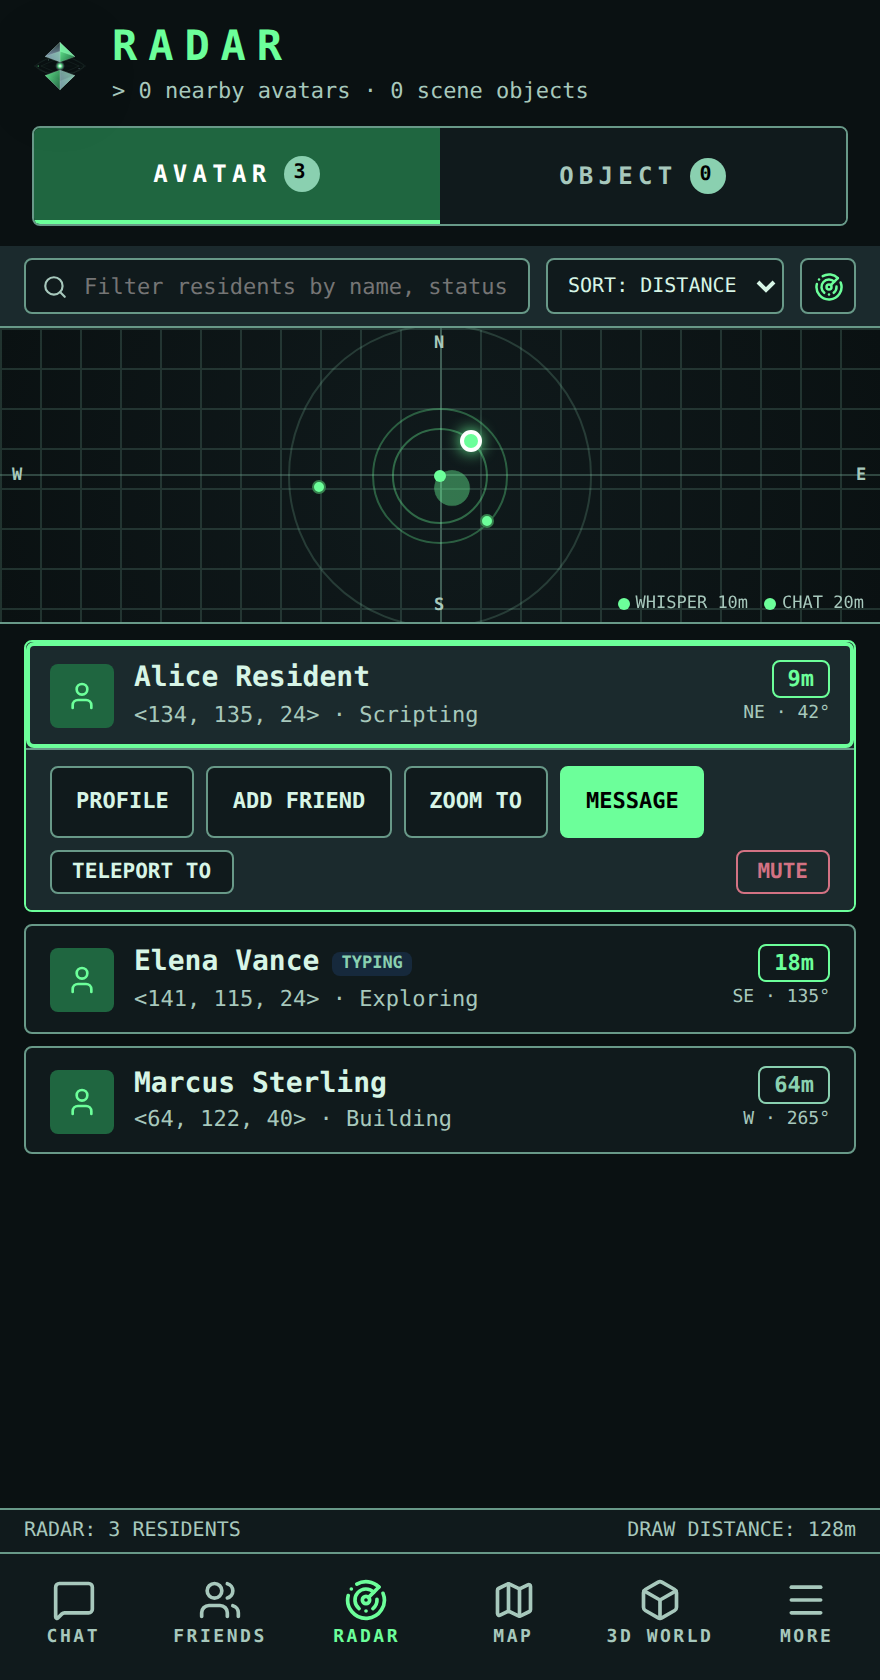 RADAR
> 0 nearby avatars · 0 scene objects
AVATAR 3
OBJECT 0
Filter residents by name, status
SORT: DISTANCE
N
W
E
S
WHISPER 10m
CHAT 20m
Alice Resident
9m
<134, 135, 24> · Scripting
NE · 42°
PROFILE
ADD FRIEND
ZOOM TO
MESSAGE
TELEPORT TO
MUTE
Elena Vance TYPING
18m
<141, 115, 24> · Exploring
SE · 135°
Marcus Sterling
64m
<64, 122, 40> · Building
W · 265°
RADAR: 3 RESIDENTS
DRAW DISTANCE: 128m
CHAT
FRIENDS
RADAR
MAP
3D WORLD
MORE